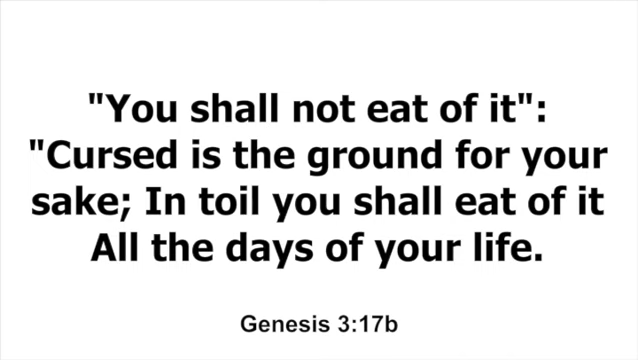 "You shall not eat of it":
"Cursed is the ground for your
sake; In toil you shall eat of it
All the days of your life.
Genesis 3:17b